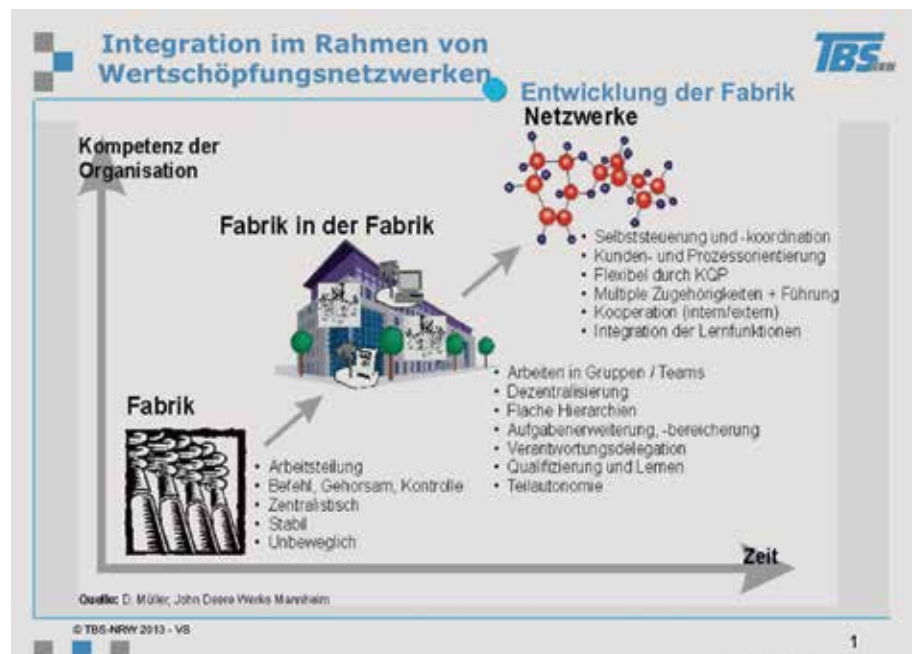 Integration im Rahmen von
Wertschöpfungsnetzwerken
TBS NRW
Entwicklung der Fabrik
Netzwerke
Kompetenz der
Organisation
Fabrik in der Fabrik
• Selbststeuerung und -koordination
• Kunden- und Prozessorientierung
• Flexibel durch KQP
• Multiple Zugehörigkeiten + Führung
• Kooperation (intern/extern)
• Integration der Lernfunktionen
• Arbeiten in Gruppen / Teams
• Dezentralisierung
• Flache Hierarchien
• Aufgabenerweiterung, -bereicherung
• Verantwortungsdelegation
• Qualifizierung und Lernen
• Teilautonomie
Fabrik
• Arbeitsteilung
• Befehl, Gehorsam, Kontrolle
• Zentralistisch
• Stabil
• Unbeweglich
Zeit
Quelle: D. Müller, John Deere Werke Mannheim
© TBS-NRW 2013 - VS
1